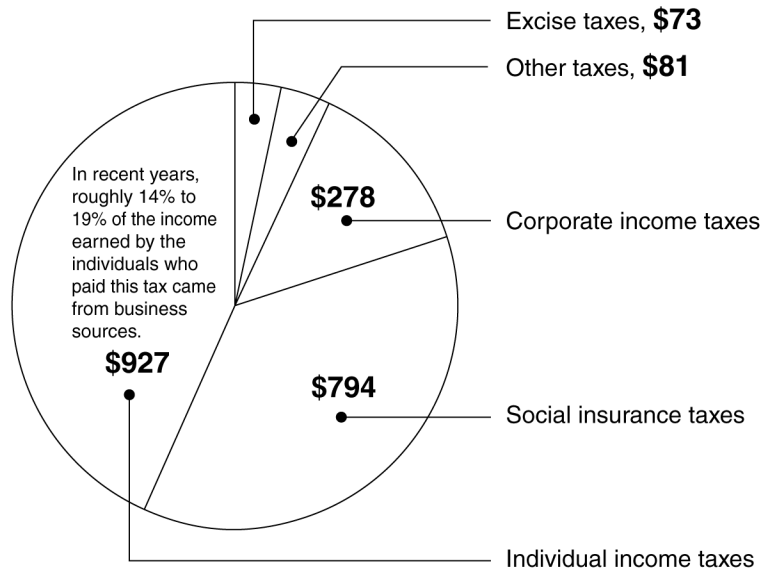 Excise taxes, $73
Other taxes, $81
In recent years,
roughly 14% to
19% of the income
earned by the
individuals who
paid this tax came
from business
sources.
$278
Corporate income taxes
$927
$794
Social insurance taxes
Individual income taxes